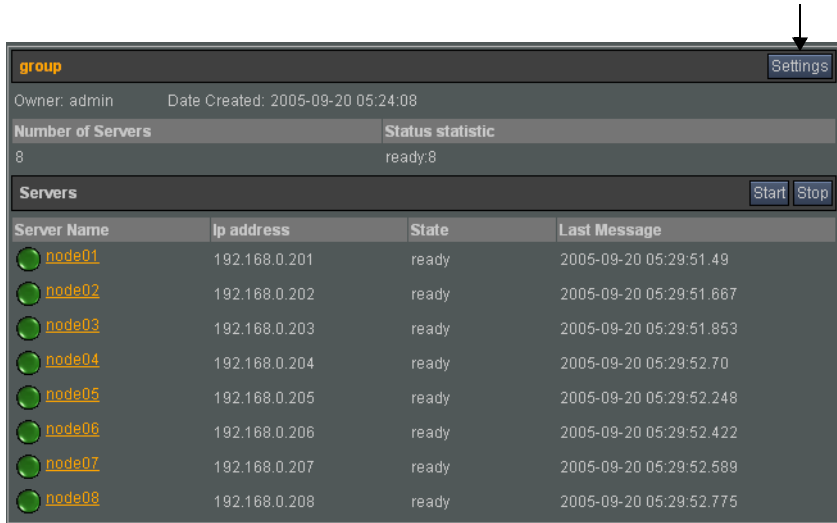 group Settings
Owner: admin Date Created: 2005-09-20 05:24:08
Number of Servers Status statistic
8 ready:8
Servers Start Stop
Server Name Ip address State Last Message
node01 192.168.0.201 ready 2005-09-20 05:29:51.49
node02 192.168.0.202 ready 2005-09-20 05:29:51.667
node03 192.168.0.203 ready 2005-09-20 05:29:51.853
node04 192.168.0.204 ready 2005-09-20 05:29:52.70
node05 192.168.0.205 ready 2005-09-20 05:29:52.248
node06 192.168.0.206 ready 2005-09-20 05:29:52.422
node07 192.168.0.207 ready 2005-09-20 05:29:52.589
node08 192.168.0.208 ready 2005-09-20 05:29:52.775